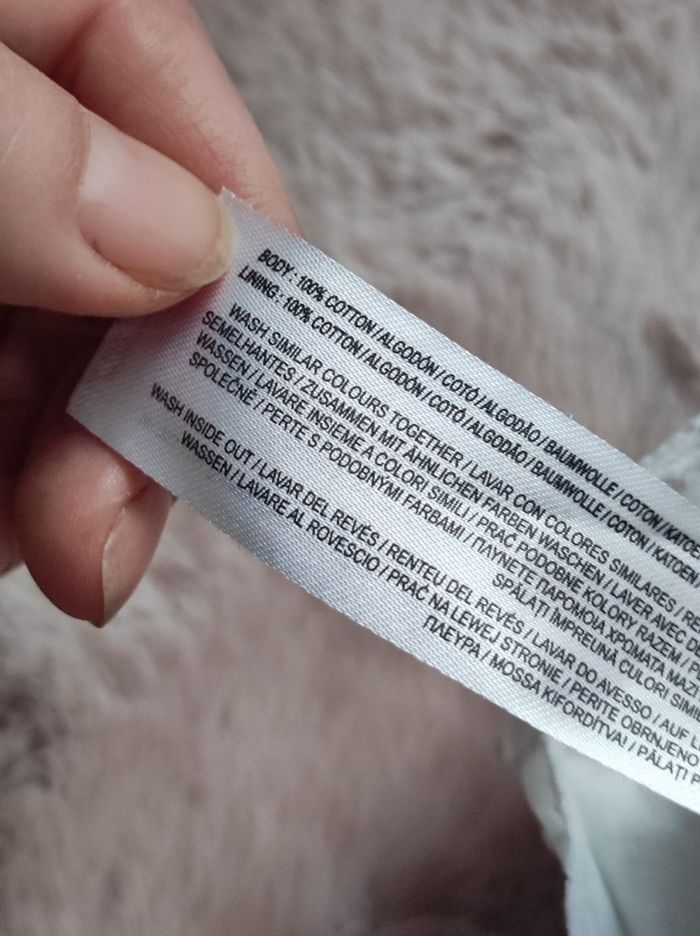 BODY : 100% COTTON / ALGODÓN / COTÓ / ALGODÃO / BAUMWOLLE / COTON / KATOEN
LINING : 100% COTTON / ALGODÓN / COTÓ / ALGODÃO / BAUMWOLLE / COTON / KATOEN
WASH SIMILAR COLOURS TOGETHER / LAVAR CON COLORES SIMILARES /
SEMELHANTES / ZUSAMMEN MIT ÄHNLICHEN FARBEN WASCHEN / LAVER AVEC
WASSEN / LAVARE INSIEME A COLORI SIMILI / PRAĆ PODOBNE KOLORY RAZEM /
SPOLEČNĚ / PERTE S PODOBNÝMI FARBAMI / ΠΛΥΝΕΤΕ ΠΑΡΟΜΟΙΑ ΧΡΩΜΑΤΑ ΜΑΖΙ
SPĂLAȚI ÎMPREUNĂ CULORI
WASH INSIDE OUT / LAVAR DEL REVÉS / RENTEU DEL REVÉS / LAVAR DO AVESSO / AUF
WASSEN / LAVARE AL ROVESCIO / PRAĆ NA LEWEJ STRONIE / PERITE OBRNJENO
ΠΛΕΥΡΑ / MOSSA KIFORDÍTVA! /